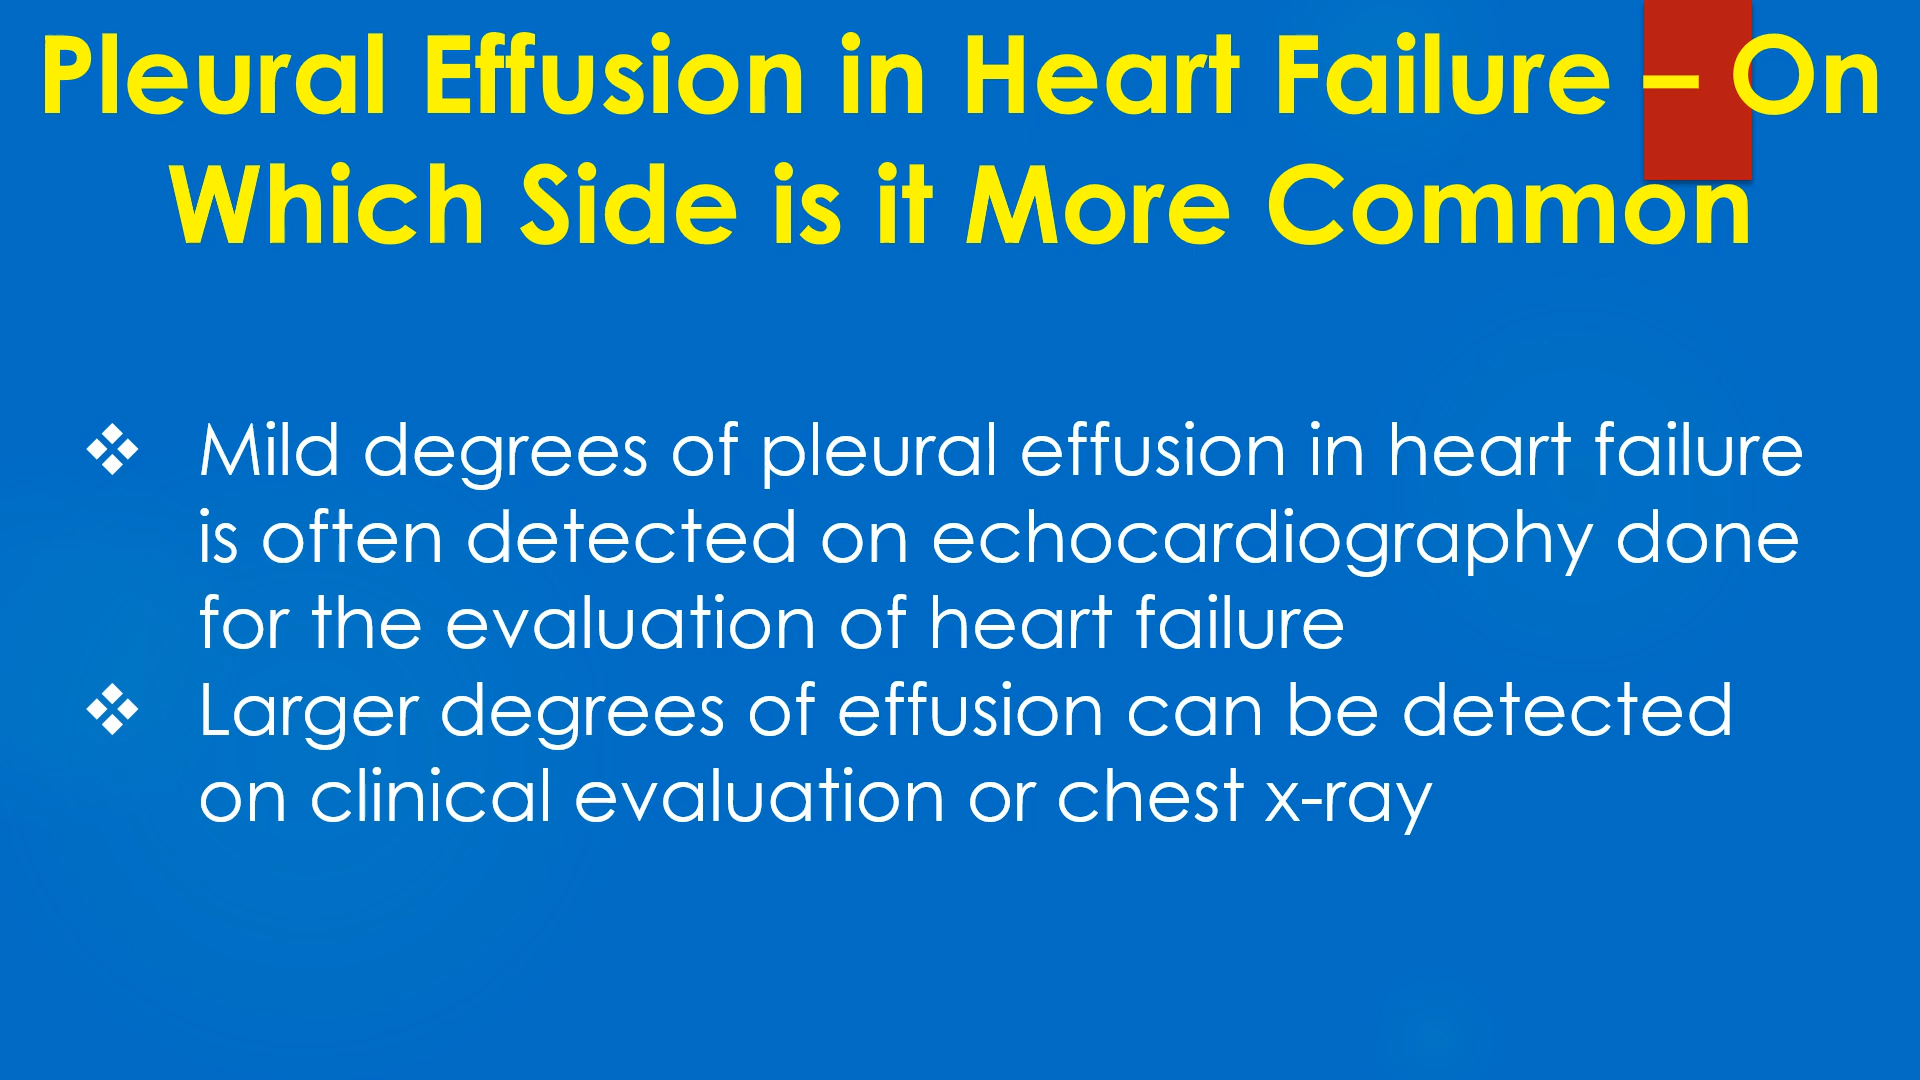 Pleural Effusion in Heart Failure – On
Which Side is it More Common
❖ Mild degrees of pleural effusion in heart failure
is often detected on echocardiography done
for the evaluation of heart failure
❖ Larger degrees of effusion can be detected
on clinical evaluation or chest x-ray